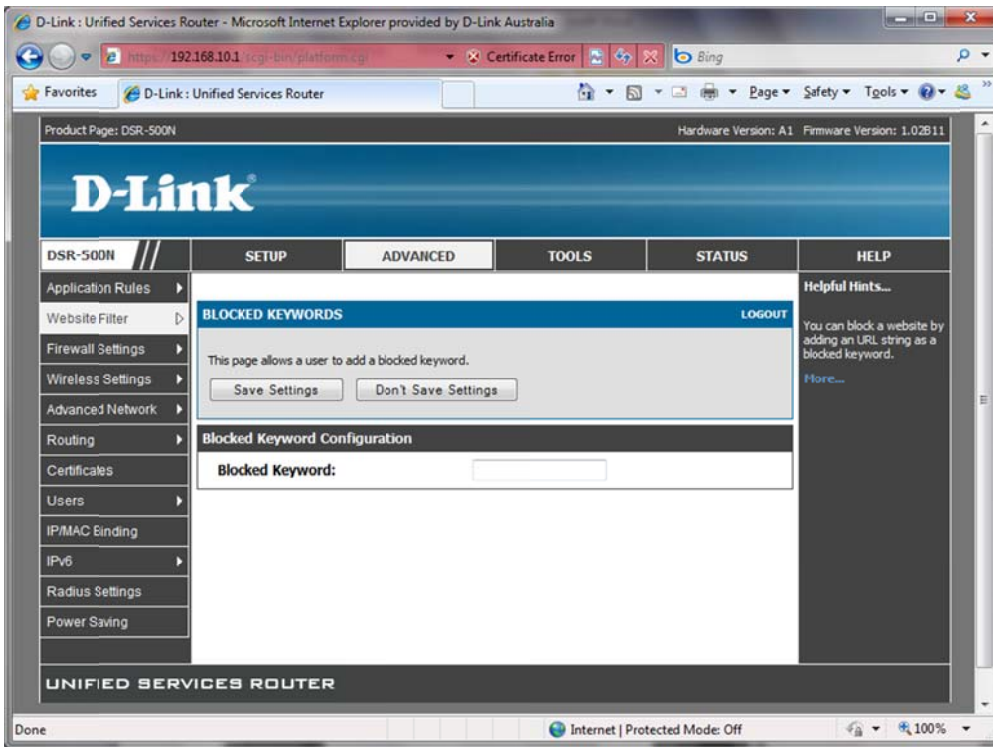 D-Link : Unified Services Router - Microsoft Internet Explorer provided by D-Link Australia
https://192.168.10.1/scgi-bin/platform.cgi
Certificate Error
Bing
Favorites
D-Link : Unified Services Router
Page
Safety
Tools
Product Page: DSR-500N
Hardware Version: A1
Firmware Version: 1.02B11
D-Link®
DSR-500N
SETUP
ADVANCED
TOOLS
STATUS
HELP
Application Rules
Website Filter
Firewall Settings
Wireless Settings
Advanced Network
Routing
Certificates
Users
IP/MAC Binding
IPv6
Radius Settings
Power Saving
BLOCKED KEYWORDS
LOGOUT
This page allows a user to add a blocked keyword.
Save Settings
Don't Save Settings
Blocked Keyword Configuration
Blocked Keyword:
Helpful Hints...
You can block a website by
adding an URL string as a
blocked keyword.
More...
UNIFIED SERVICES ROUTER
Done
Internet | Protected Mode: Off
100%